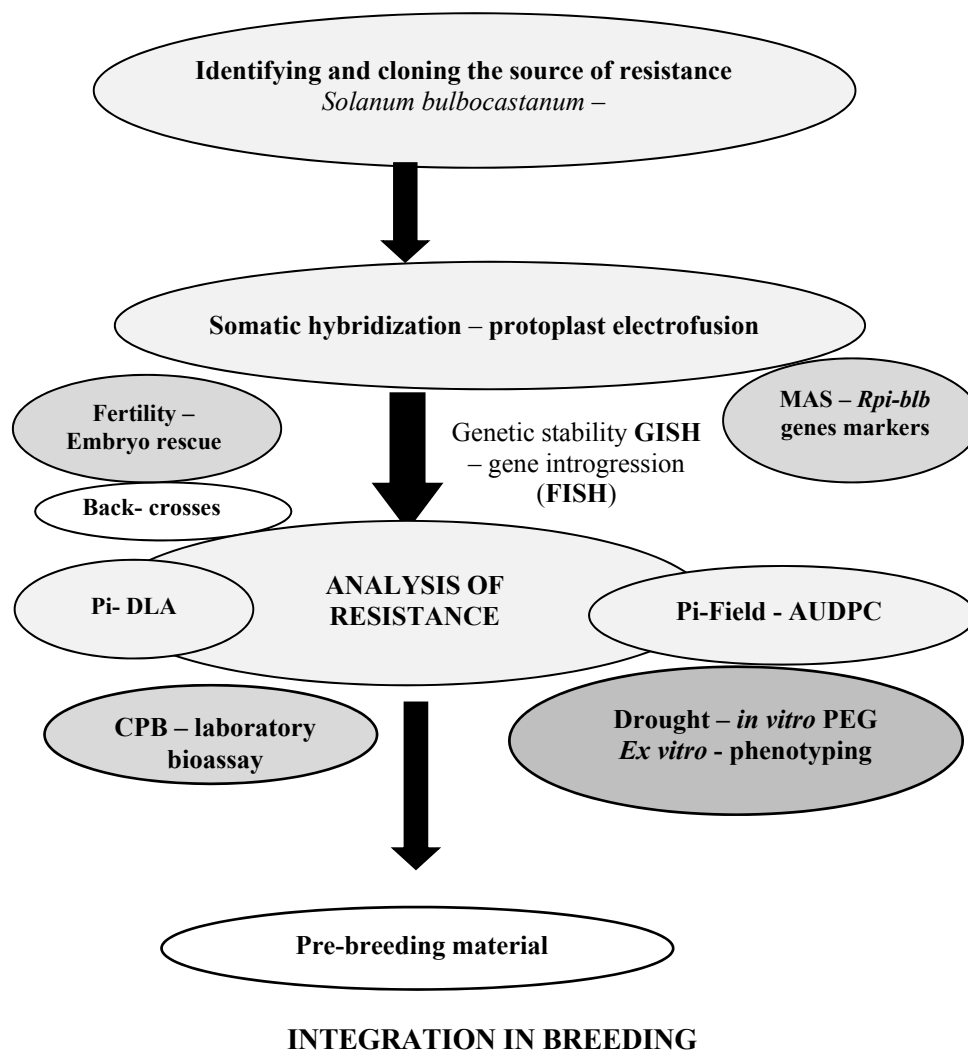 Identifying and cloning the source of resistance
Solanum bulbocastanum –
Somatic hybridization – protoplast electrofusion
Fertility –
Embryo rescue
MAS – Rpi-blb
genes markers
Genetic stability GISH
– gene introgression
(FISH)
Back- crosses
ANALYSIS OF
RESISTANCE
Pi- DLA
Pi-Field - AUDPC
CPB – laboratory
bioassay
Drought – in vitro PEG
Ex vitro - phenotyping
Pre-breeding material
INTEGRATION IN BREEDING